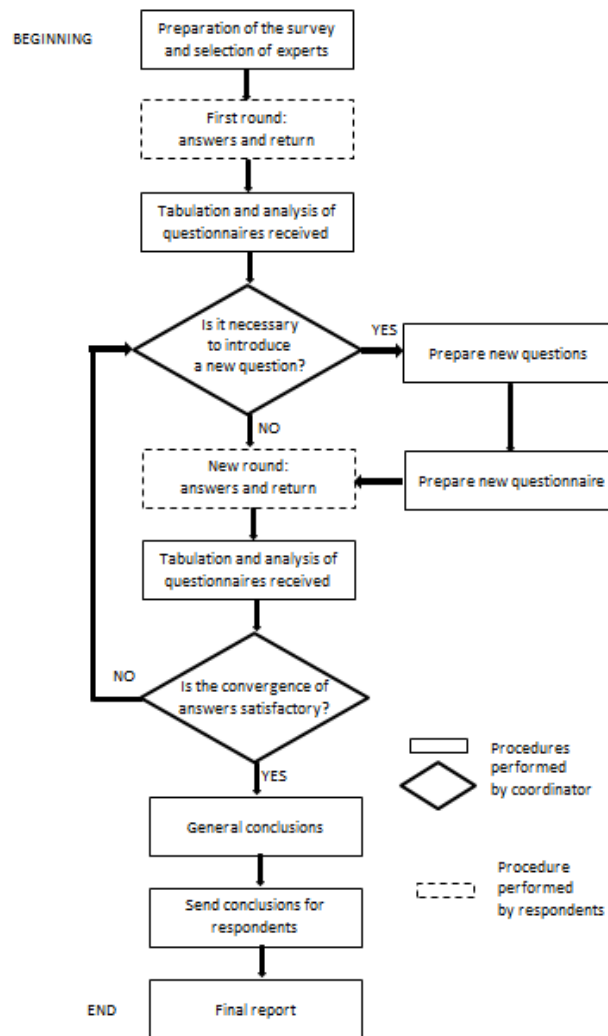 BEGINNING
Preparation of the survey
and selection of experts
First round:
answers and return
Tabulation and analysis of
questionnaires received
Is it necessary
to introduce
a new question?
YES
Prepare new questions
NO
New round:
answers and return
Prepare new questionnaire
Tabulation and analysis of
questionnaires received
NO
Is the convergence of
answers satisfactory?
YES
Procedures
performed
by coordinator
General conclusions
Procedure
performed
by respondents
Send conclusions for
respondents
END
Final report